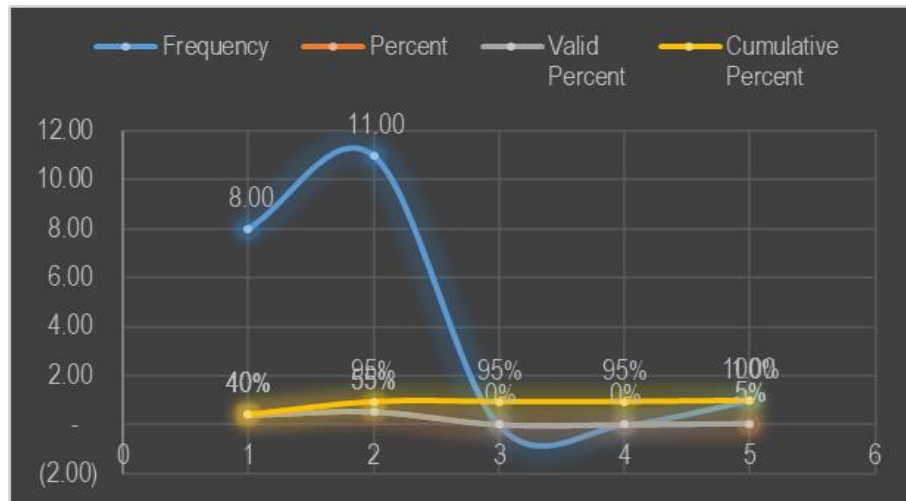 Frequency Percent Valid Percent Cumulative Percent
12.00
11.00
10.00
8.00 8.00
6.00
4.00
2.00
95% 95% 95%
40% 55% 0% 0% 5%
-
0 1 2 3 4 5 6
(2.00)